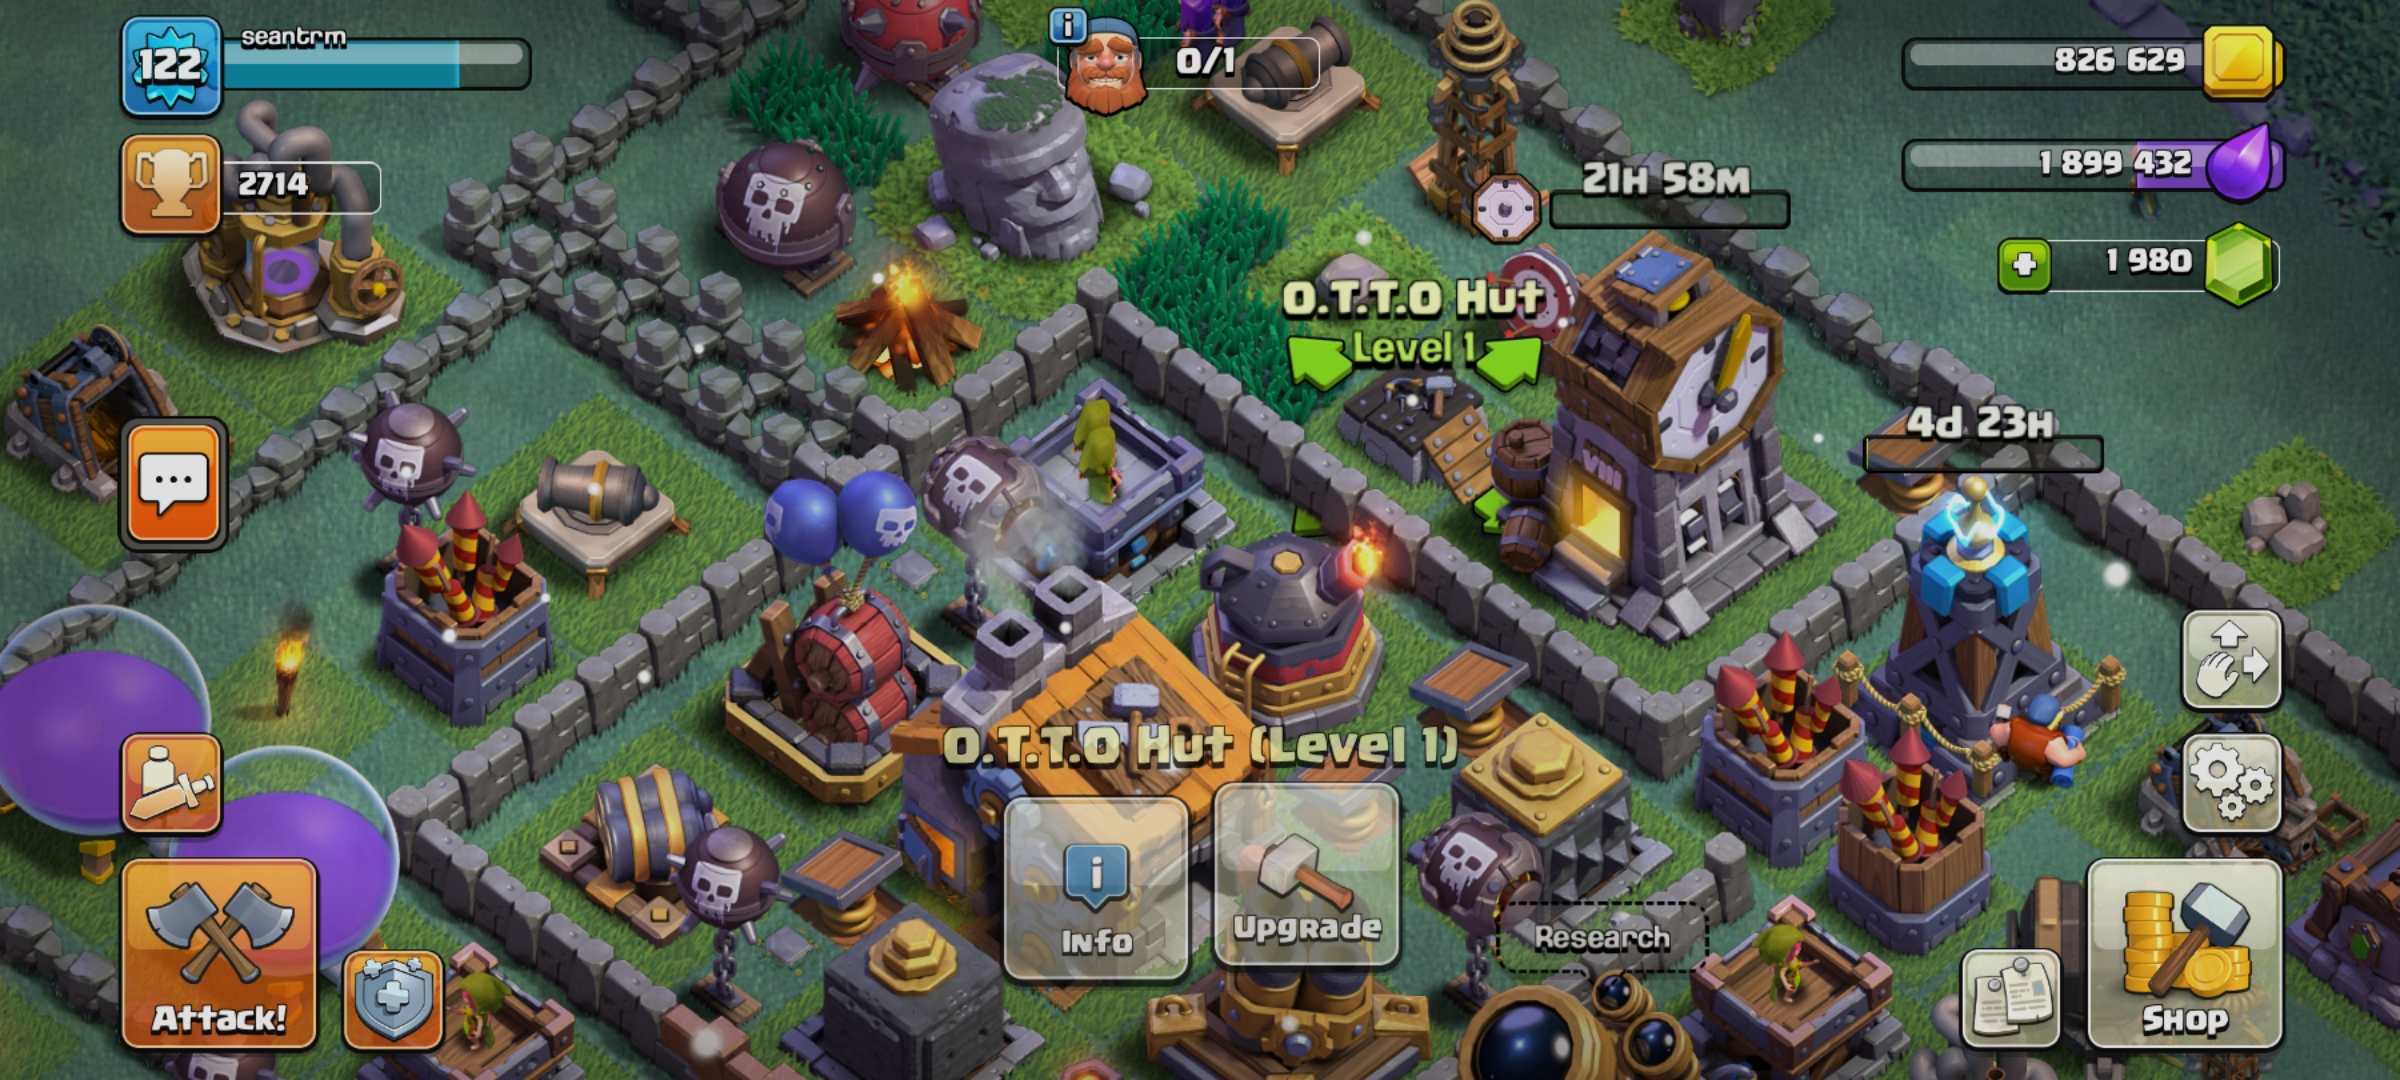 122
seantrm
0/1
826 629
2714
1 899 432
21H 58M
1 980
O.T.T.O Hut
Level 1
4d 23H
VIII
O.T.T.O Hut (Level 1)
Info
Upgrade
Research
Attack!
Shop